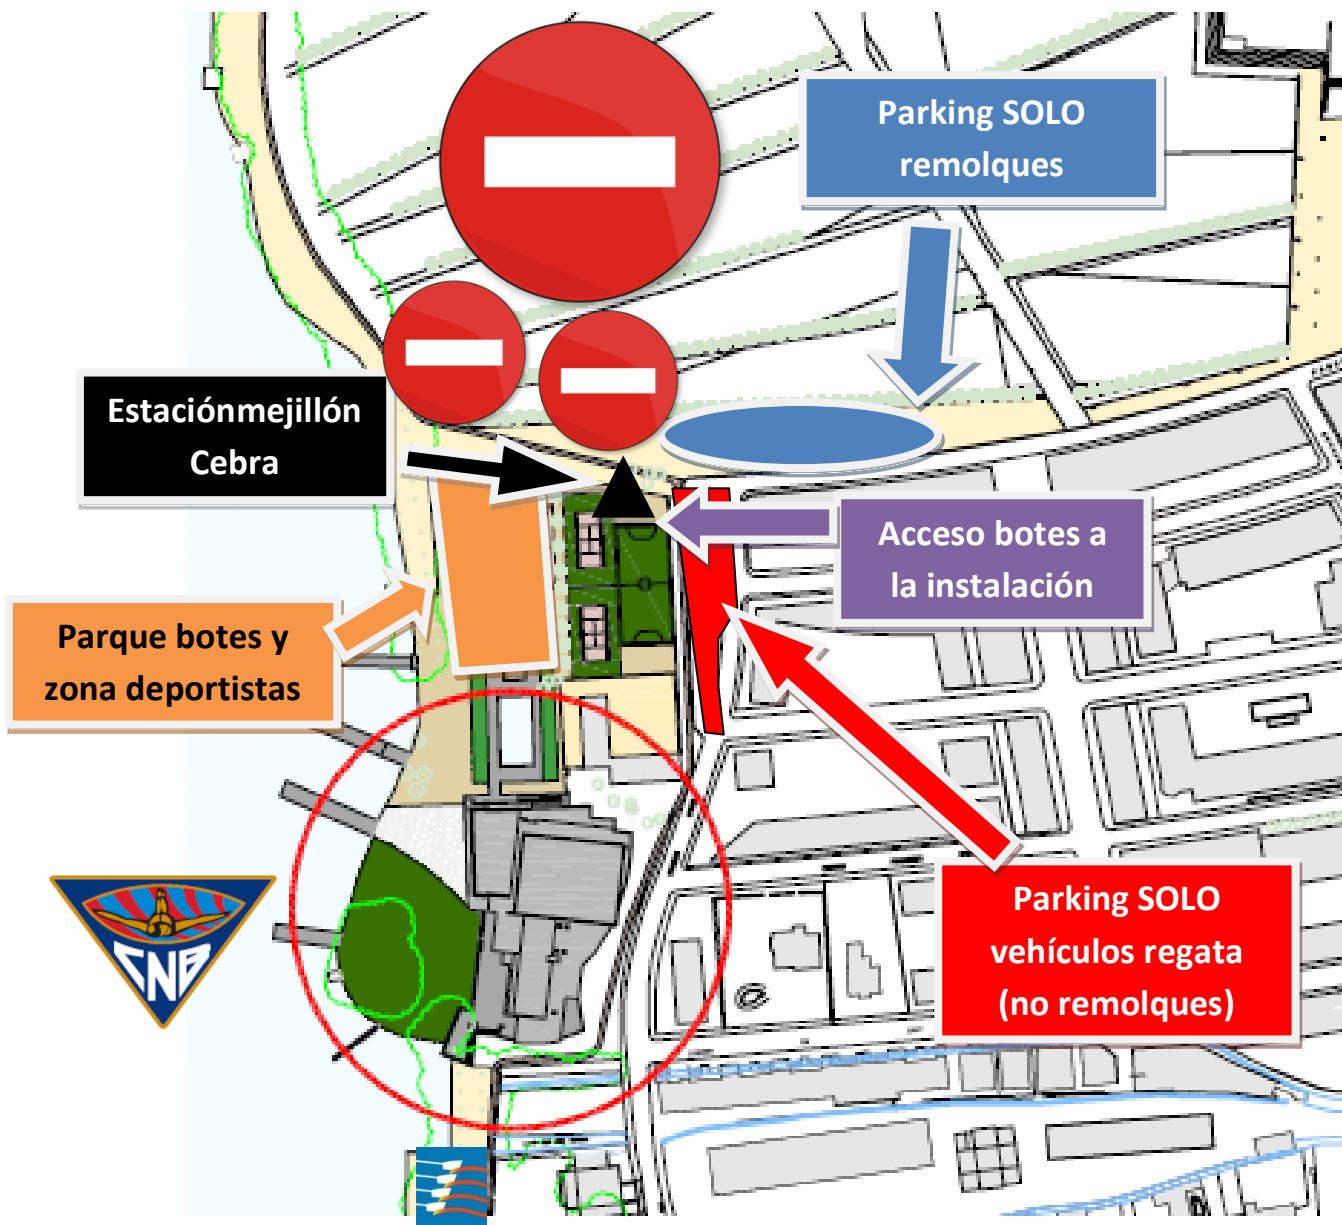 Parking SOLO
remolques
Estaciónmejillón
Cebra
Acceso botes a
la instalación
Parque botes y
zona deportistas
Parking SOLO
vehículos regata
(no remolques)
CNB